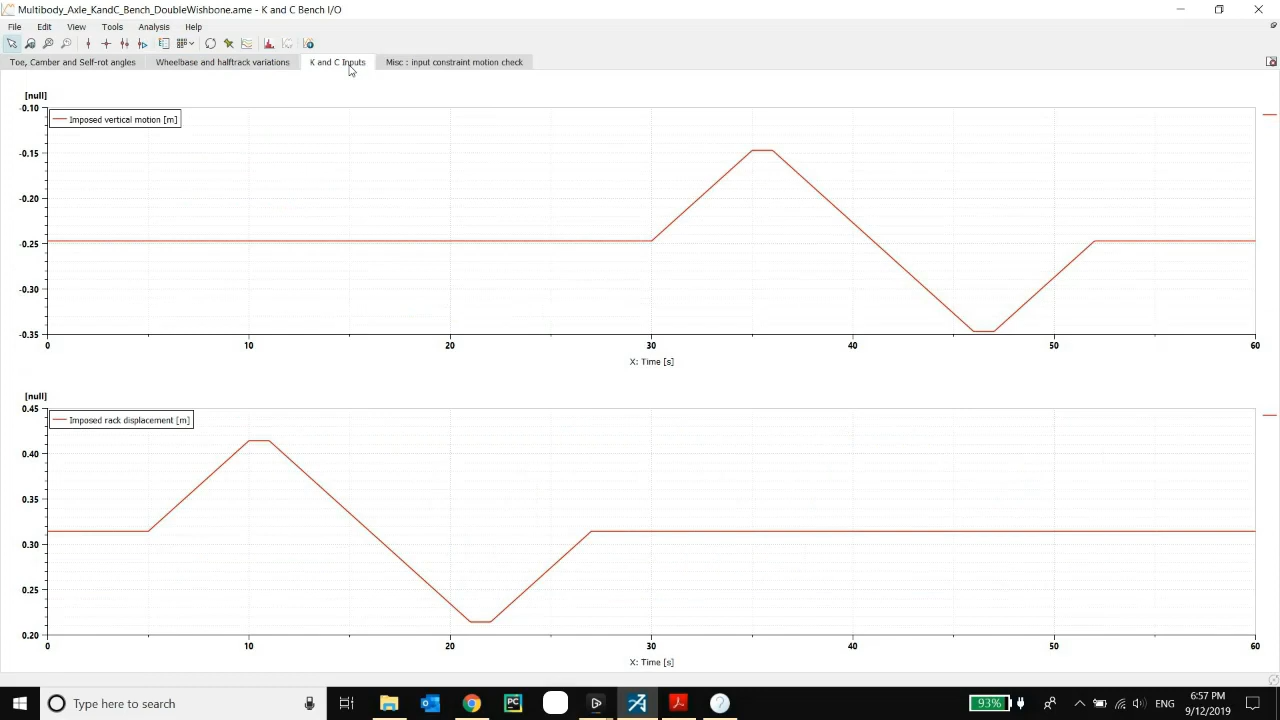 Multibody_Axle_KandC_Bench_DoubleWishbone.ame - K and C Bench I/O
File Edit View Tools Analysis Help
Toe, Camber and Self-rot angles Wheelbase and halftrack variations K and C Inputs Misc : input constraint motion check
[null]
Imposed vertical motion [m]
-0.10
-0.15
-0.20
-0.25
-0.30
-0.35
0 10 20 30 40 50 60
X: Time [s]
[null]
Imposed rack displacement [m]
0.45
0.40
0.35
0.30
0.25
0.20
0 10 20 30 40 50 60
X: Time [s]
Type here to search
PC
93%
ENG
6:57 PM
9/12/2019